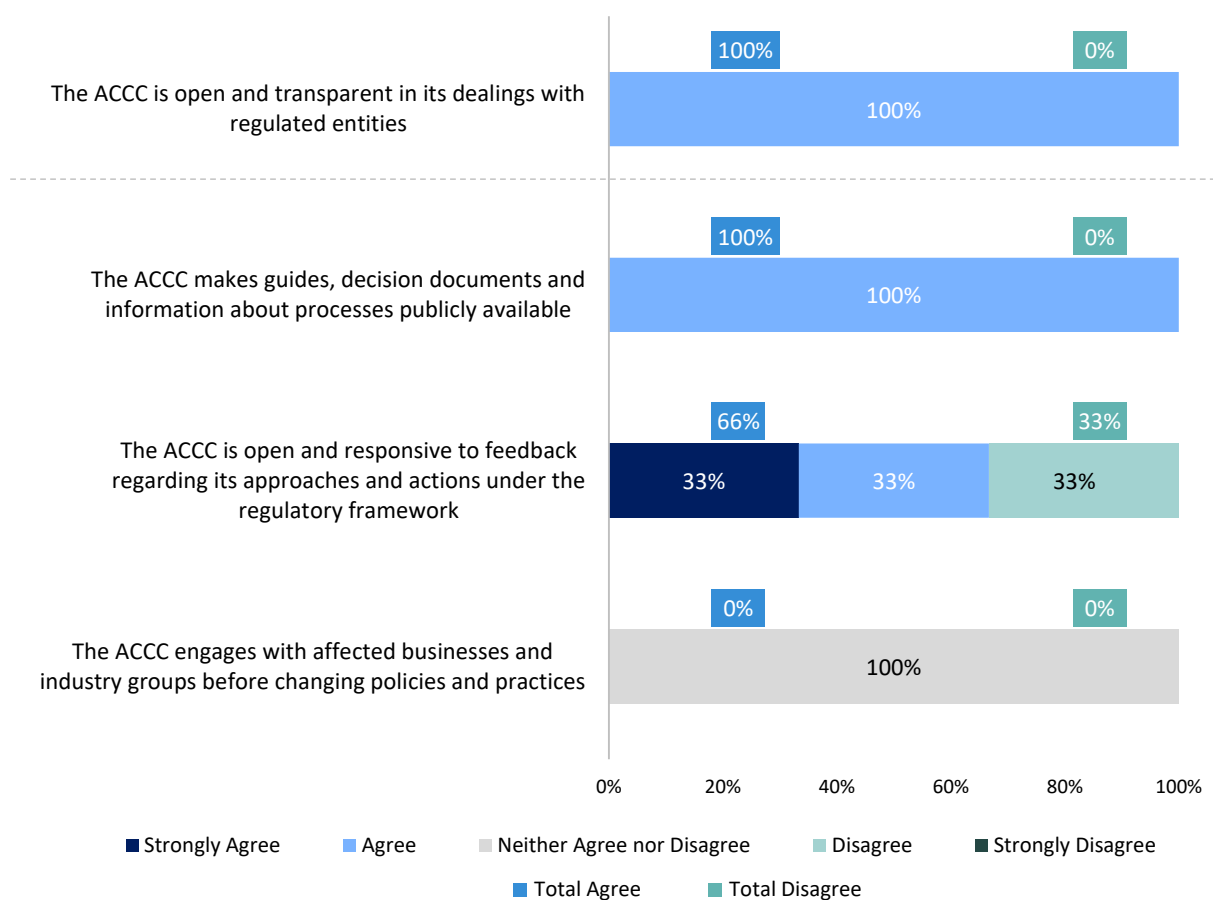 100%
0%
The ACCC is open and transparent in its dealings with
regulated entities
100%
100%
0%
The ACCC makes guides, decision documents and
information about processes publicly available
100%
66%
33%
The ACCC is open and responsive to feedback
regarding its approaches and actions under the
regulatory framework
33%
33%
33%
0%
0%
The ACCC engages with affected businesses and
industry groups before changing policies and practices
100%
0%
20%
40%
60%
80%
100%
Strongly Agree
Agree
Neither Agree nor Disagree
Disagree
Strongly Disagree
Total Agree
Total Disagree